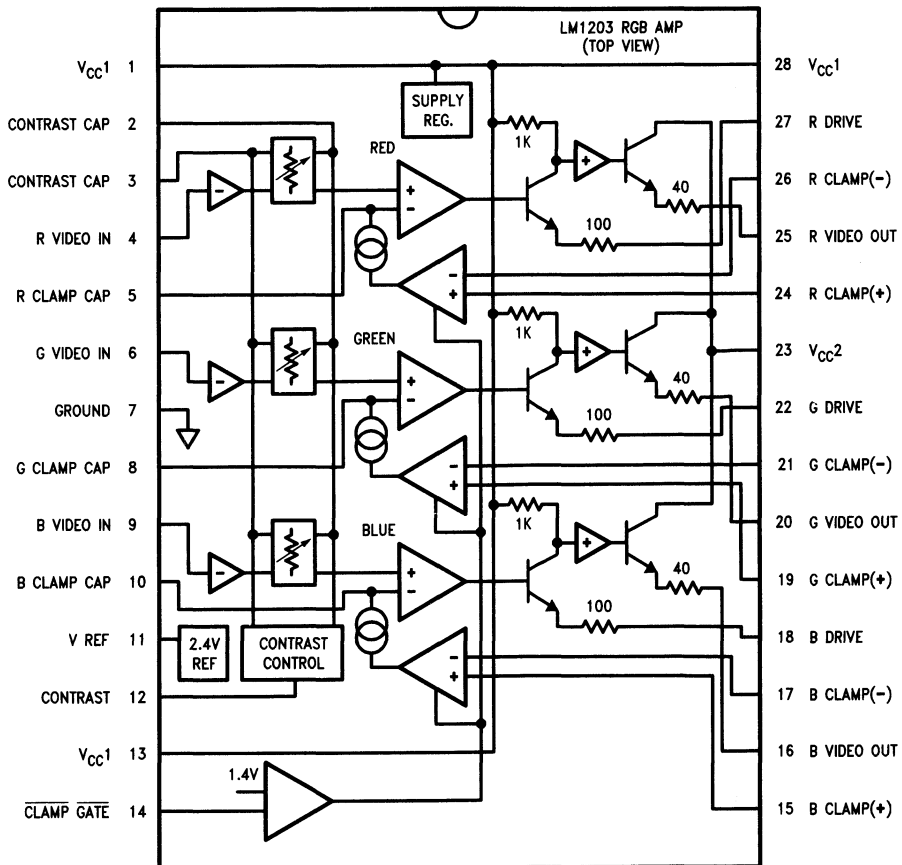 LM1203 RGB AMP
(TOP VIEW)
VCC1 1
CONTRAST CAP 2
CONTRAST CAP 3
R VIDEO IN 4
R CLAMP CAP 5
G VIDEO IN 6
GROUND 7
G CLAMP CAP 8
B VIDEO IN 9
B CLAMP CAP 10
V REF 11
CONTRAST 12
VCC1 13
CLAMP GATE 14
SUPPLY
REG.
RED
-
+
-
-
+
1K
+
40
100
GREEN
-
+
-
-
+
1K
+
40
100
BLUE
-
+
-
-
+
1K
+
40
100
2.4V
REF
CONTRAST
CONTROL
1.4V
28 VCC1
27 R DRIVE
26 R CLAMP(-)
25 R VIDEO OUT
24 R CLAMP(+)
23 VCC2
22 G DRIVE
21 G CLAMP(-)
20 G VIDEO OUT
19 G CLAMP(+)
18 B DRIVE
17 B CLAMP(-)
16 B VIDEO OUT
15 B CLAMP(+)